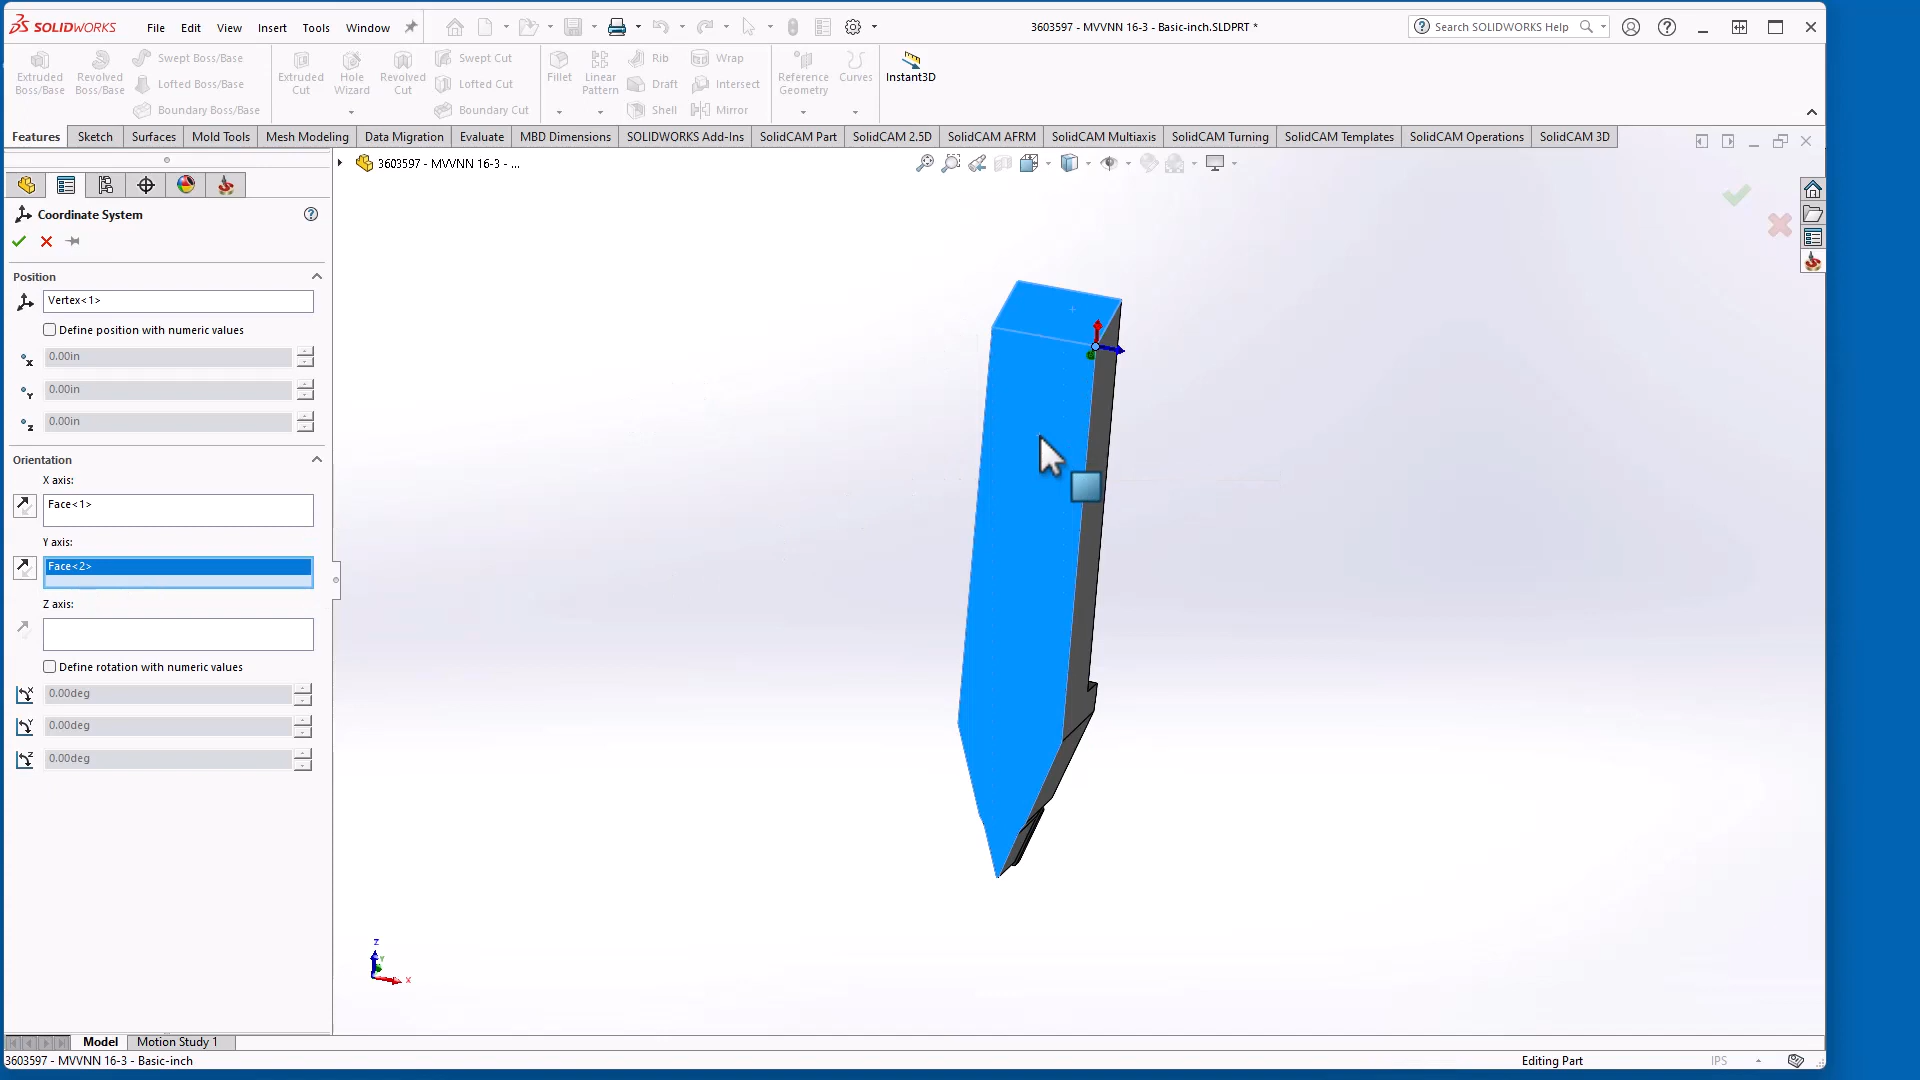 SOLIDWORKS File Edit View Insert Tools Window
3603597 - MVVNN 16-3 - Basic-inch.SLDPRT *
Search SOLIDWORKS Help
Extruded Boss/Base
Revolved Boss/Base
Swept Boss/Base
Lofted Boss/Base
Boundary Boss/Base
Extruded Cut
Hole Wizard
Revolved Cut
Swept Cut
Lofted Cut
Boundary Cut
Fillet
Linear Pattern
Rib
Draft
Shell
Wrap
Intersect
Mirror
Reference Geometry
Curves
Instant3D
Features Sketch Surfaces Mold Tools Mesh Modeling Data Migration Evaluate MBD Dimensions SOLIDWORKS Add-Ins SolidCAM Part SolidCAM 2.5D SolidCAM AFRM SolidCAM Multiaxis SolidCAM Turning SolidCAM Templates SolidCAM Operations SolidCAM 3D
3603597 - MVVNN 16-3 - ...
Coordinate System
Position
Vertex<1>
Define position with numeric values
X 0.00in
Y 0.00in
Z 0.00in
Orientation
X axis:
Face<1>
Y axis:
Face<2>
Z axis:
Define rotation with numeric values
X 0.00deg
Y 0.00deg
Z 0.00deg
Z
Y
X
Model Motion Study 1
3603597 - MVVNN 16-3 - Basic-inch
Editing Part
IPS